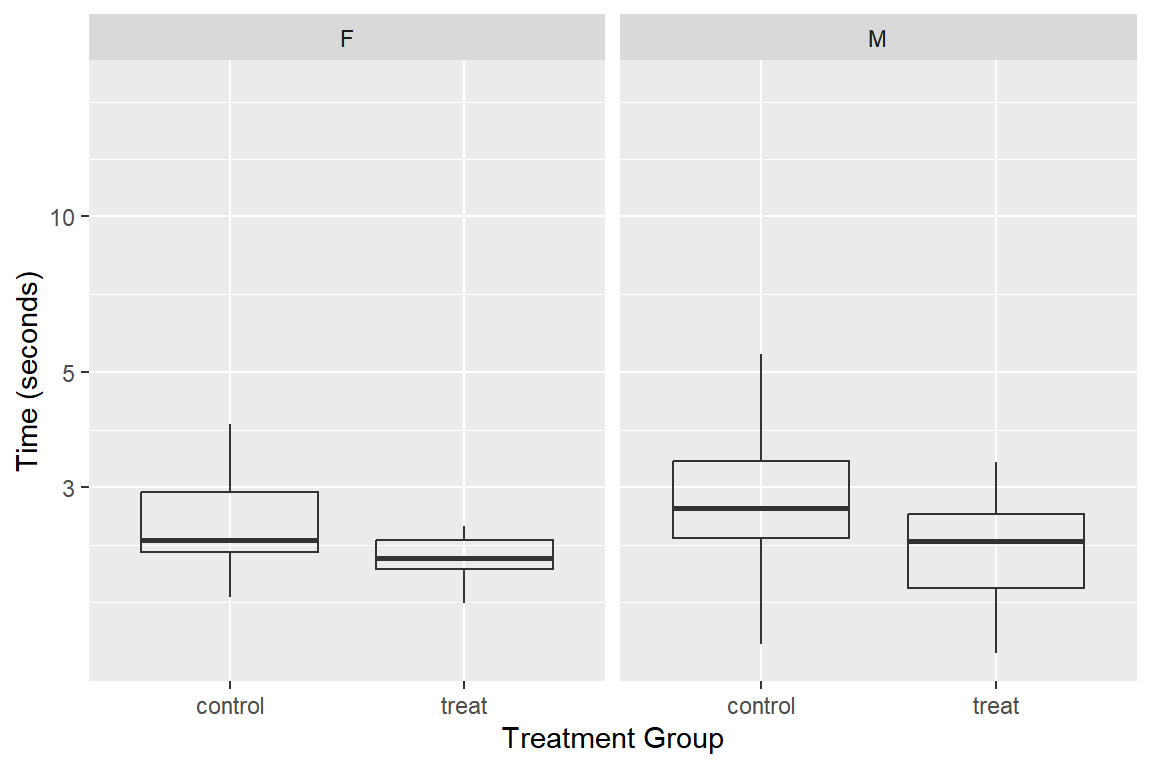 F
M
10
5
3
Time (seconds)
control
treat
control
treat
Treatment Group